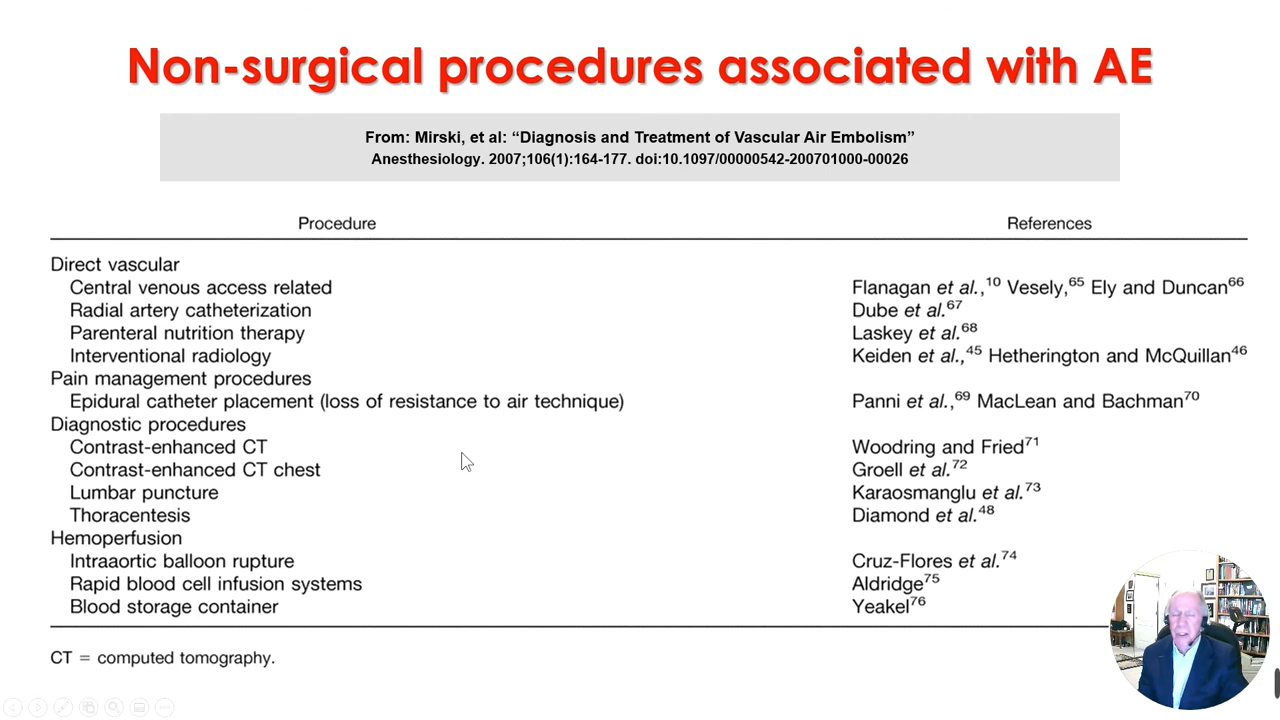 Non-surgical procedures associated with AE
From: Mirski, et al: “Diagnosis and Treatment of Vascular Air Embolism”
Anesthesiology. 2007;106(1):164-177. doi:10.1097/00000542-200701000-00026
Procedure References
Direct vascular
Central venous access related Flanagan et al.,10 Vesely,65 Ely and Duncan66
Radial artery catheterization Dube et al.67
Parenteral nutrition therapy Laskey et al.68
Interventional radiology Keiden et al.,45 Hetherington and McQuillan46
Pain management procedures
Epidural catheter placement (loss of resistance to air technique) Panni et al.,69 MacLean and Bachman70
Diagnostic procedures
Contrast-enhanced CT Woodring and Fried71
Contrast-enhanced CT chest Groell et al.72
Lumbar puncture Karaosmanglu et al.73
Thoracentesis Diamond et al.48
Hemoperfusion
Intraaortic balloon rupture Cruz-Flores et al.74
Rapid blood cell infusion systems Aldridge75
Blood storage container Yeakel76
CT = computed tomography.